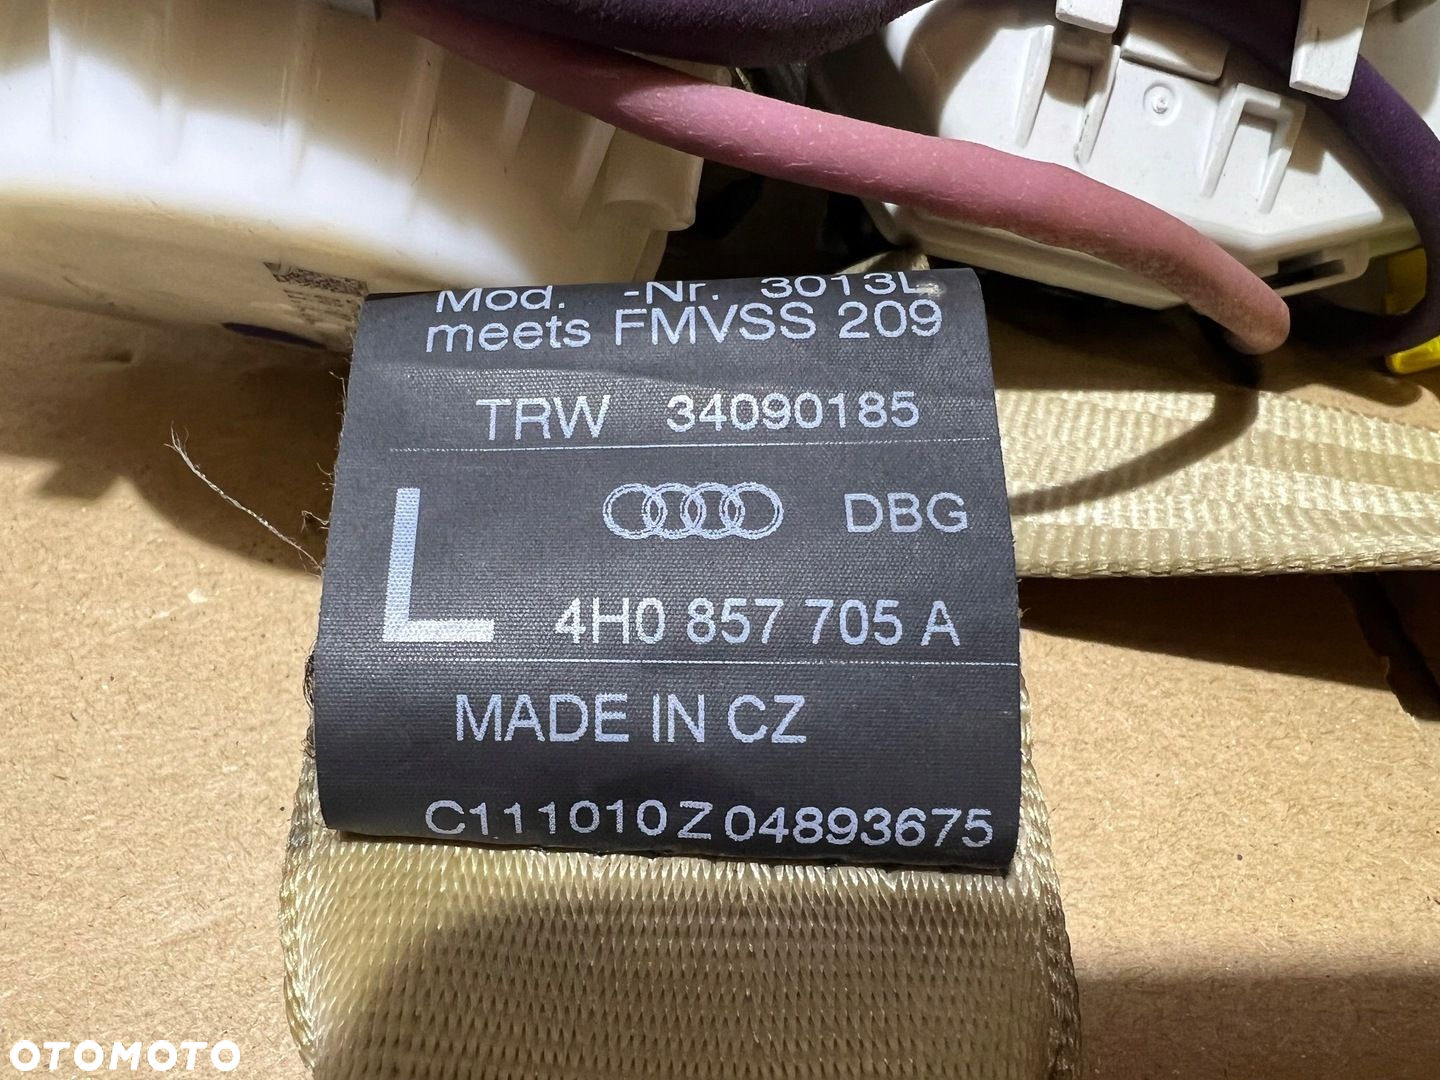 Mod. -Nr. 3013L
meets FMVSS 209
TRW 34090185
DBG
L
4H0 857 705 A
MADE IN CZ
C111010Z04893675
OTOMOTO